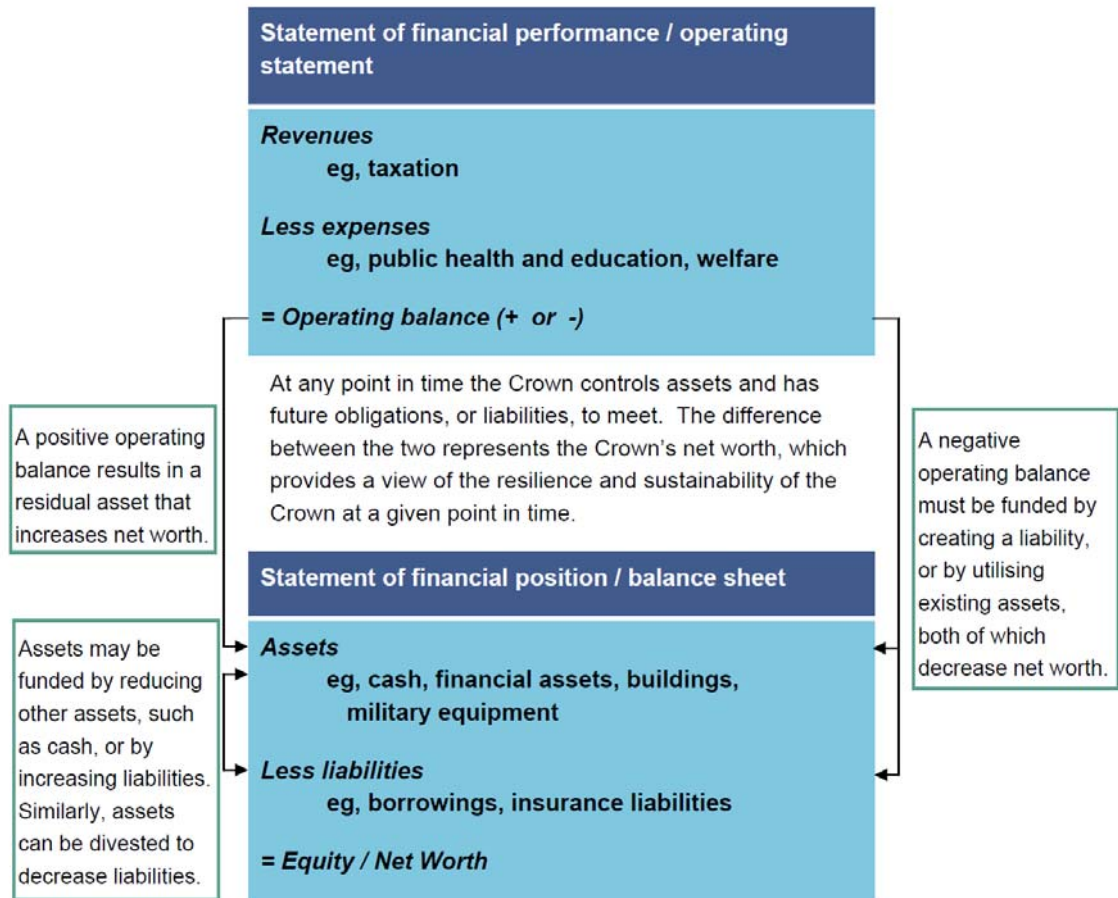 Statement of financial performance / operating
statement
Revenues
eg, taxation
Less expenses
eg, public health and education, welfare
= Operating balance (+ or -)
At any point in time the Crown controls assets and has
future obligations, or liabilities, to meet. The difference
between the two represents the Crown's net worth, which
provides a view of the resilience and sustainability of the
Crown at a given point in time.
A positive operating
balance results in a
residual asset that
increases net worth.
A negative
operating balance
must be funded by
creating a liability,
or by utilising
existing assets,
both of which
decrease net worth.
Statement of financial position / balance sheet
Assets
eg, cash, financial assets, buildings,
military equipment
Less liabilities
eg, borrowings, insurance liabilities
= Equity / Net Worth
Assets may be
funded by reducing
other assets, such
as cash, or by
increasing liabilities.
Similarly, assets
can be divested to
decrease liabilities.